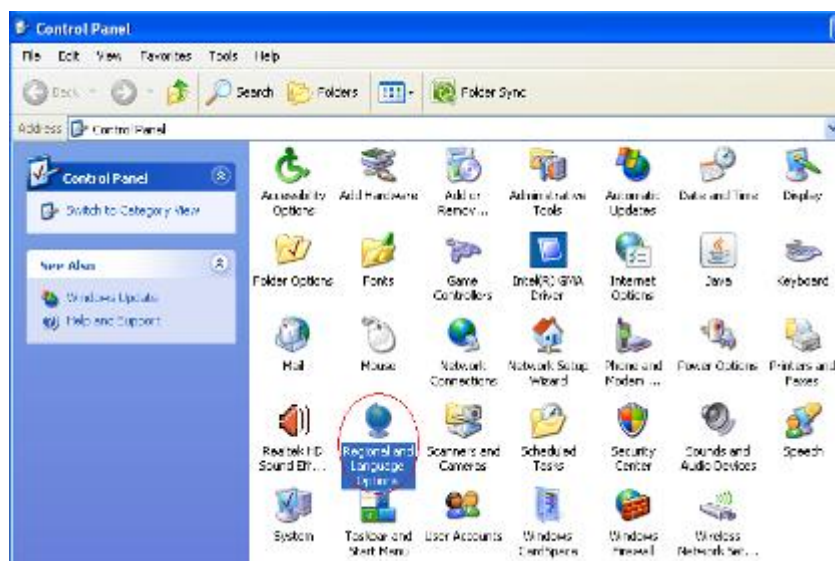 Control Panel
File Edit View Favorites Tools Help
Back Search Folders Folder Sync
Address Control Panel
Control Panel
Switch to Category View
See Also
Windows Update
Help and Support
Accessibility Options
Add Hardware
Add or Remov...
Administrative Tools
Automatic Updates
Date and Time
Display
Folder Options
Fonts
Game Controllers
Intel(R) GMA Driver
Internet Options
Java
Keyboard
Mail
Mouse
Network Connections
Network Setup Wizard
Phone and Modem ...
Power Options
Printers and Faxes
Realtek HD Sound Eff...
Regional and Language Options
Scanners and Cameras
Scheduled Tasks
Security Center
Sounds and Audio Devices
Speech
System
Taskbar and Start Menu
User Accounts
Windows CardSpace
Windows Firewall
Wireless Network Set...